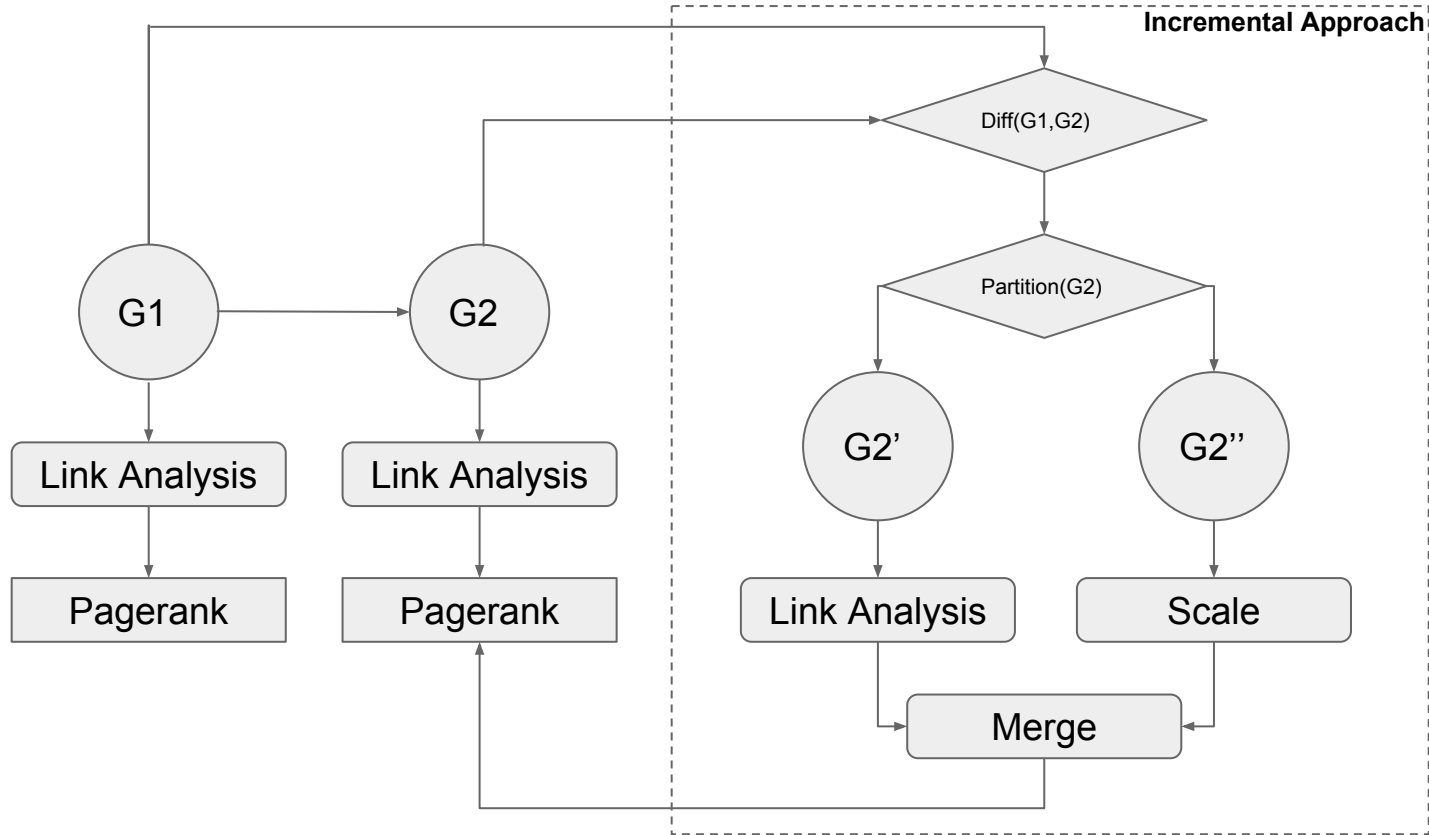 Incremental Approach
Diff(G1,G2)
Partition(G2)
G1
G2
G2'
G2''
Link Analysis
Link Analysis
Pagerank
Pagerank
Link Analysis
Scale
Merge